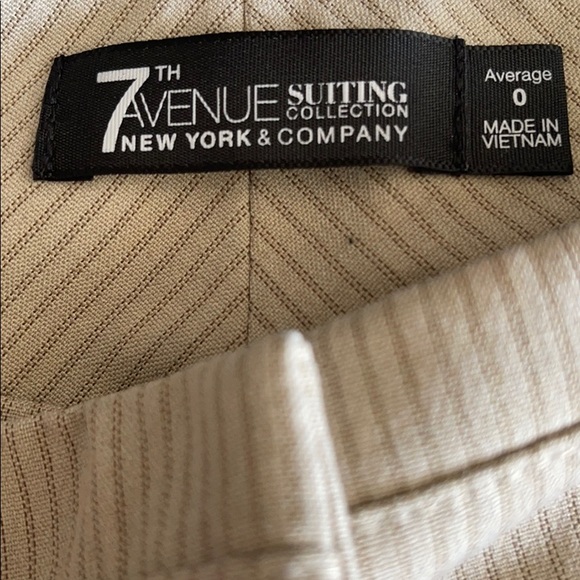 7TH AVENUE SUITING COLLECTION
NEW YORK & COMPANY
Average
0
MADE IN
VIETNAM